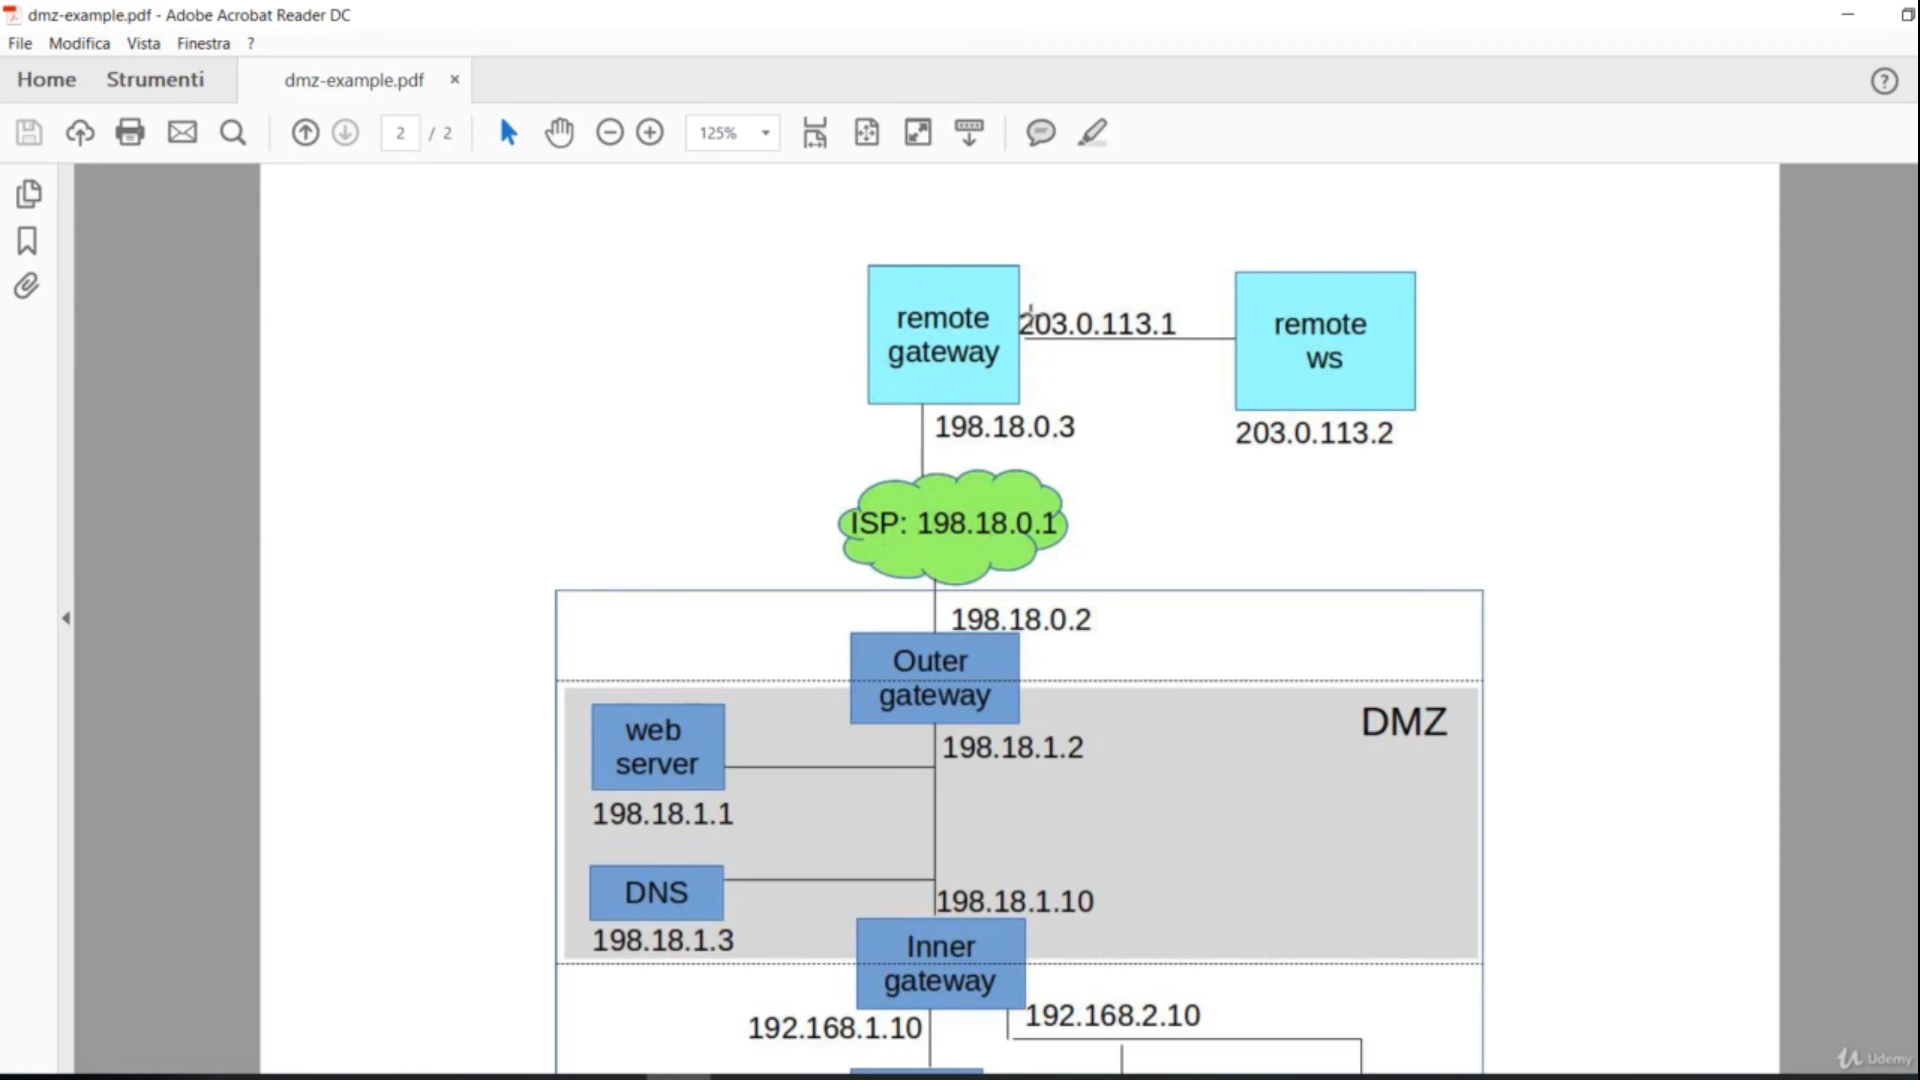 dmz-example.pdf - Adobe Acrobat Reader DC
File Modifica Vista Finestra ?
Home Strumenti dmz-example.pdf ×
2 / 2 125%
remote
gateway
203.0.113.1
remote
ws
198.18.0.3
203.0.113.2
ISP: 198.18.0.1
198.18.0.2
Outer
gateway
DMZ
web
server
198.18.1.2
198.18.1.1
DNS
198.18.1.10
198.18.1.3
Inner
gateway
192.168.1.10
192.168.2.10
Udemy